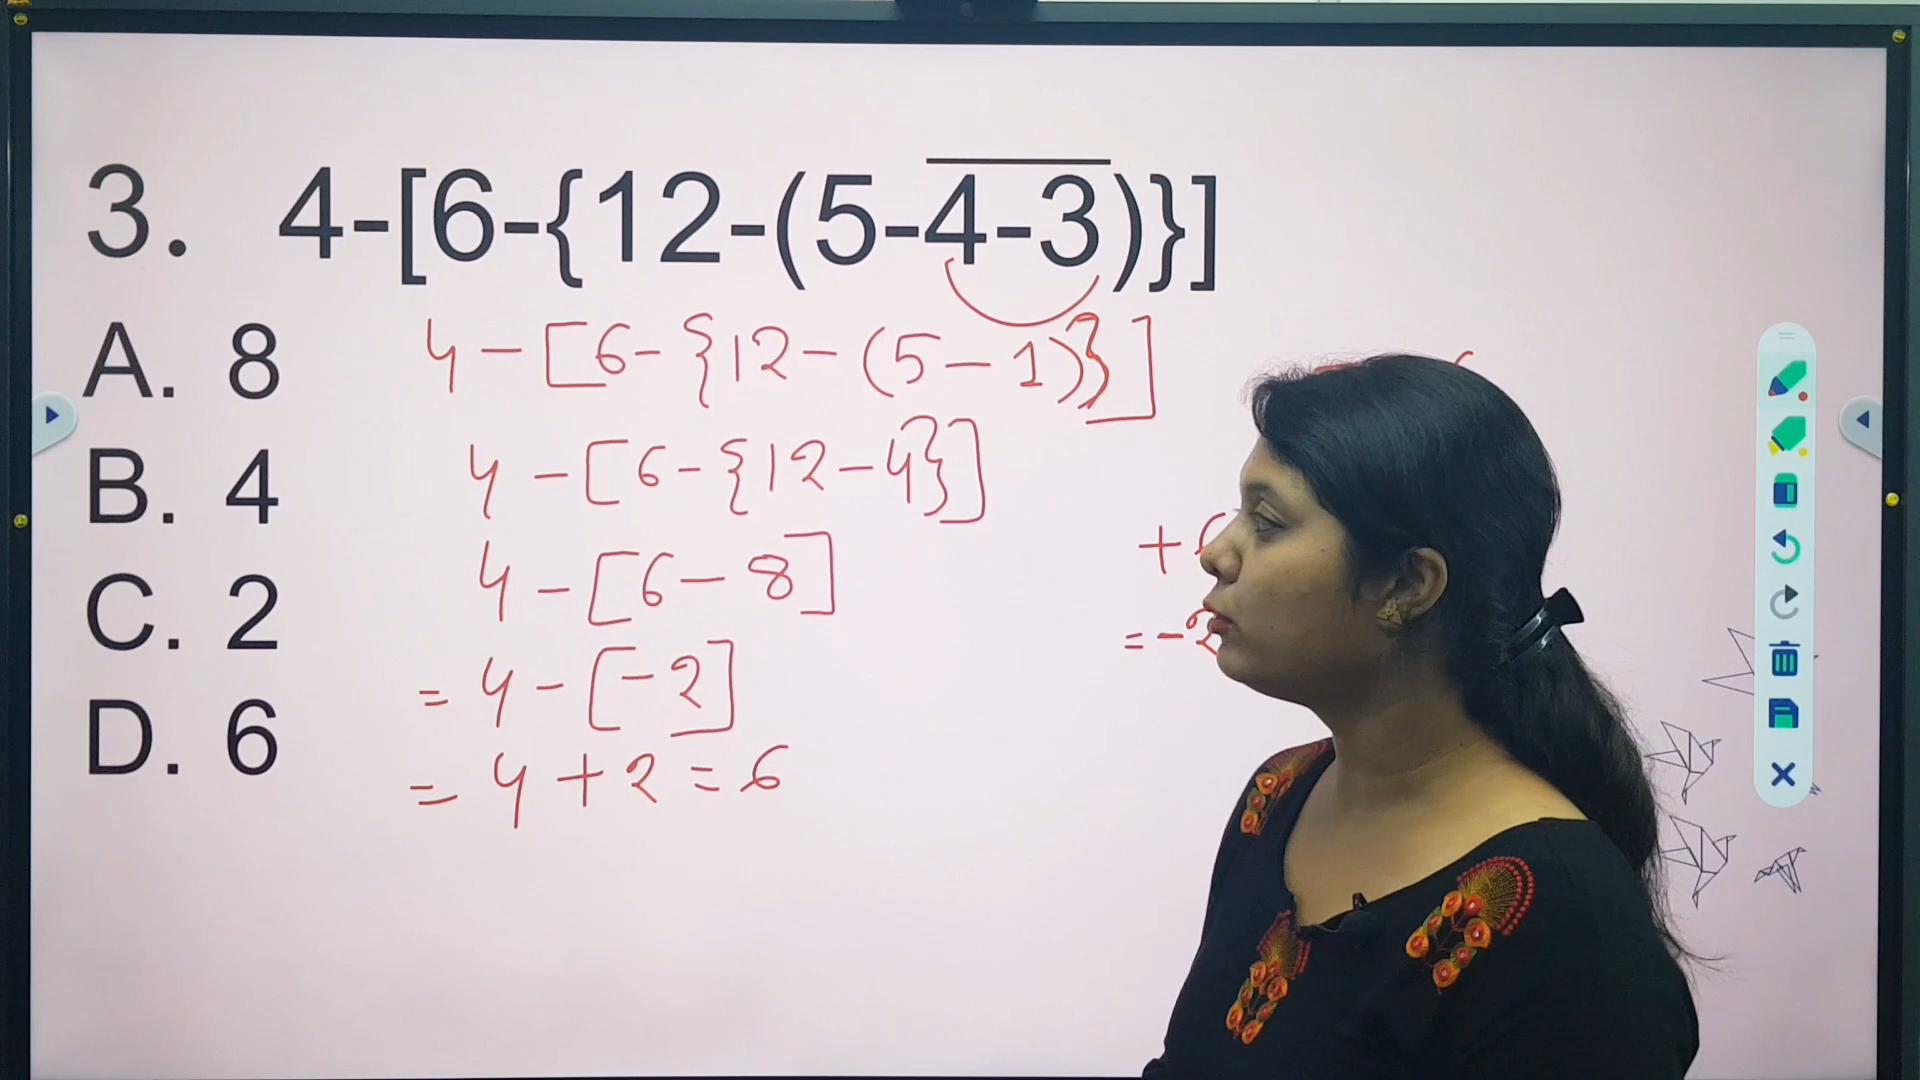 3. 4-[6-{12-(5-4̅-̅3̅)}]
A. 8
B. 4
C. 2
D. 6
4-[6-{12-(5-1)}]
4-[6-{12-4}]
4-[6-8]
=4-[-2]
=4+2=6
+
=-2